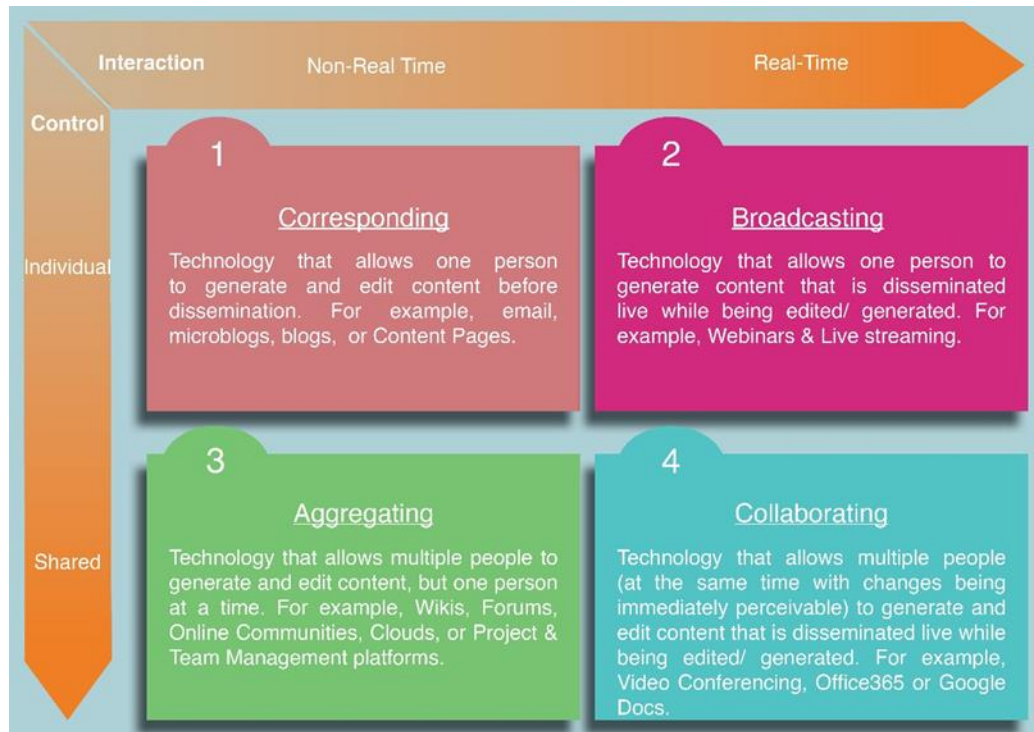 Interaction Non-Real Time Real-Time
Control
Individual
Shared
1
Corresponding
Technology that allows one person
to generate and edit content before
dissemination. For example, email,
microblogs, blogs, or Content Pages.
2
Broadcasting
Technology that allows one person to
generate content that is disseminated
live while being edited/ generated. For
example, Webinars & Live streaming.
3
Aggregating
Technology that allows multiple people to
generate and edit content, but one person
at a time. For example, Wikis, Forums,
Online Communities, Clouds, or Project &
Team Management platforms.
4
Collaborating
Technology that allows multiple people
(at the same time with changes being
immediately perceivable) to generate and
edit content that is disseminated live while
being edited/ generated. For example,
Video Conferencing, Office365 or Google
Docs.